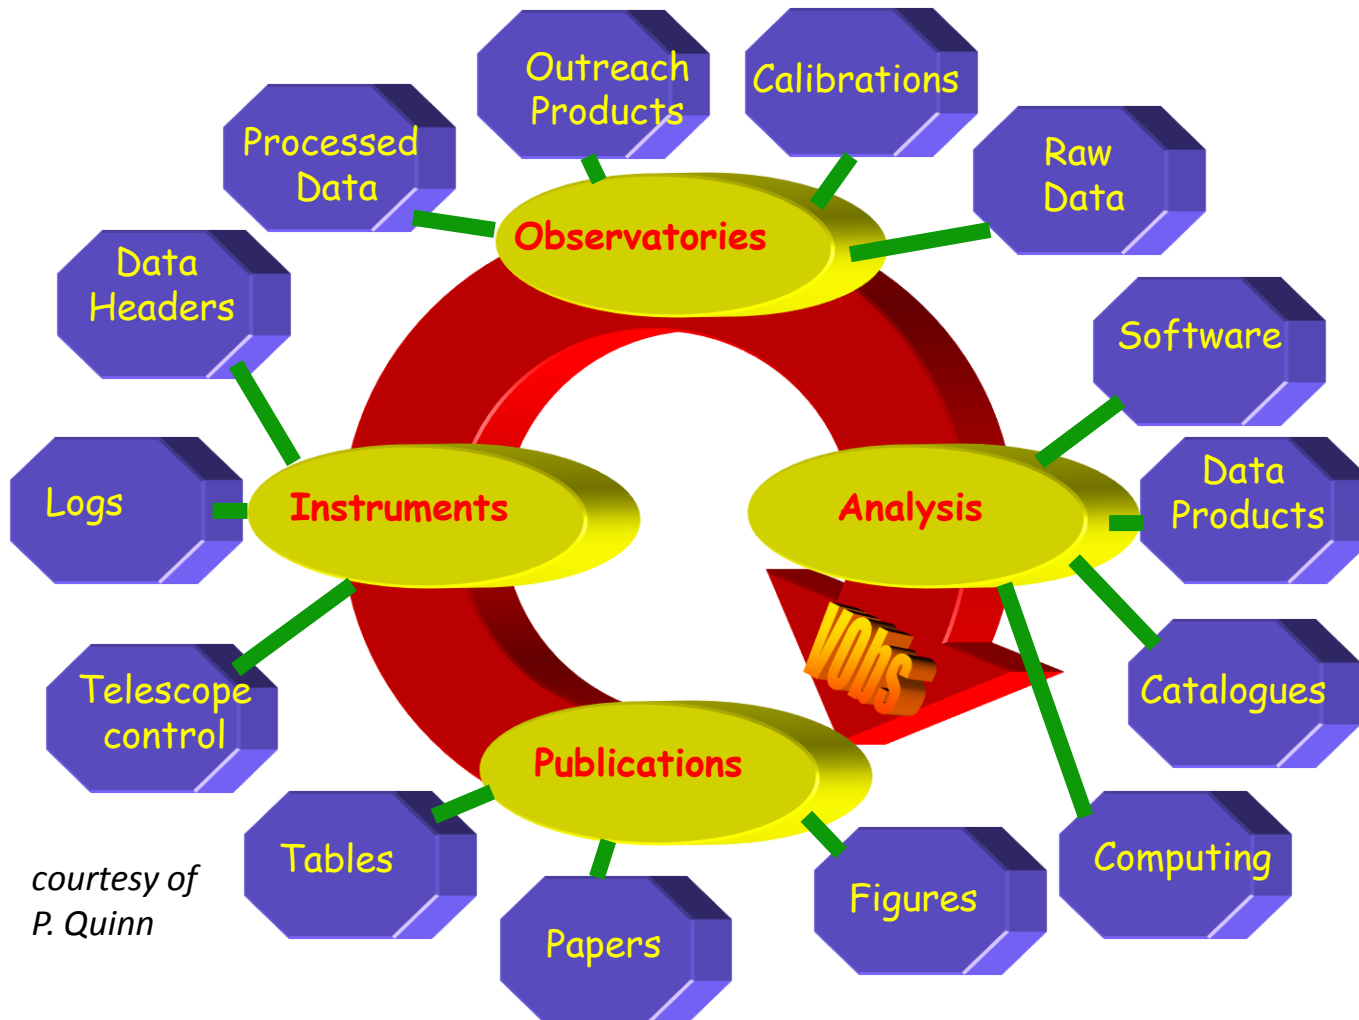 Outreach
Products
Calibrations
Processed
Data
Raw
Data
Observatories
Data
Headers
Software
Logs
Instruments
Analysis
Data
Products
VObs
Telescope
control
Catalogues
Publications
Tables
Computing
Figures
Papers
courtesy of
P. Quinn